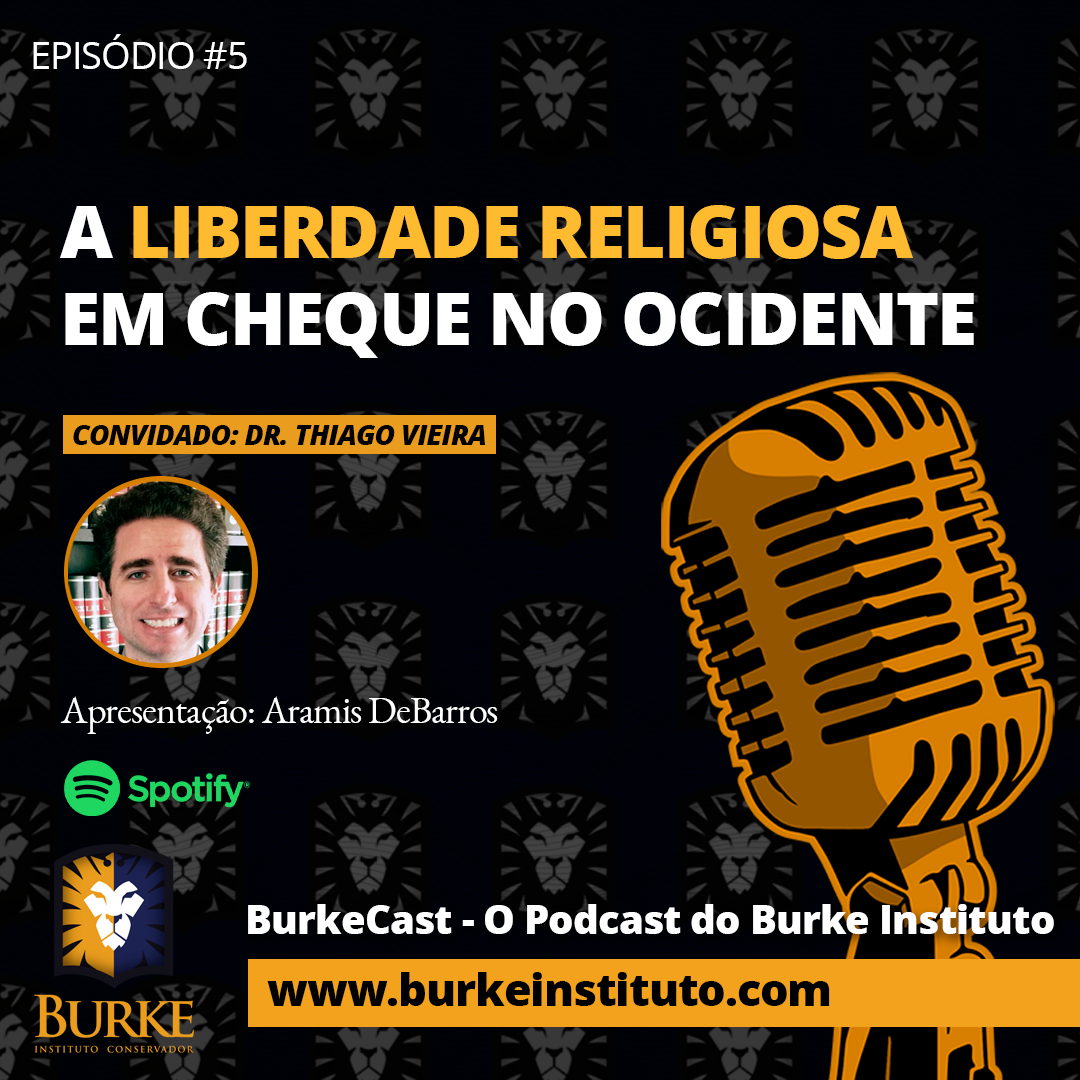 EPISÓDIO #5
A LIBERDADE RELIGIOSA
EM CHEQUE NO OCIDENTE
CONVIDADO: DR. THIAGO VIEIRA
Apresentação: Aramis DeBarros
Spotify®
BurkeCast - O Podcast do Burke Instituto
www.burkeinstituto.com
BURKE
INSTITUTO CONSERVADOR